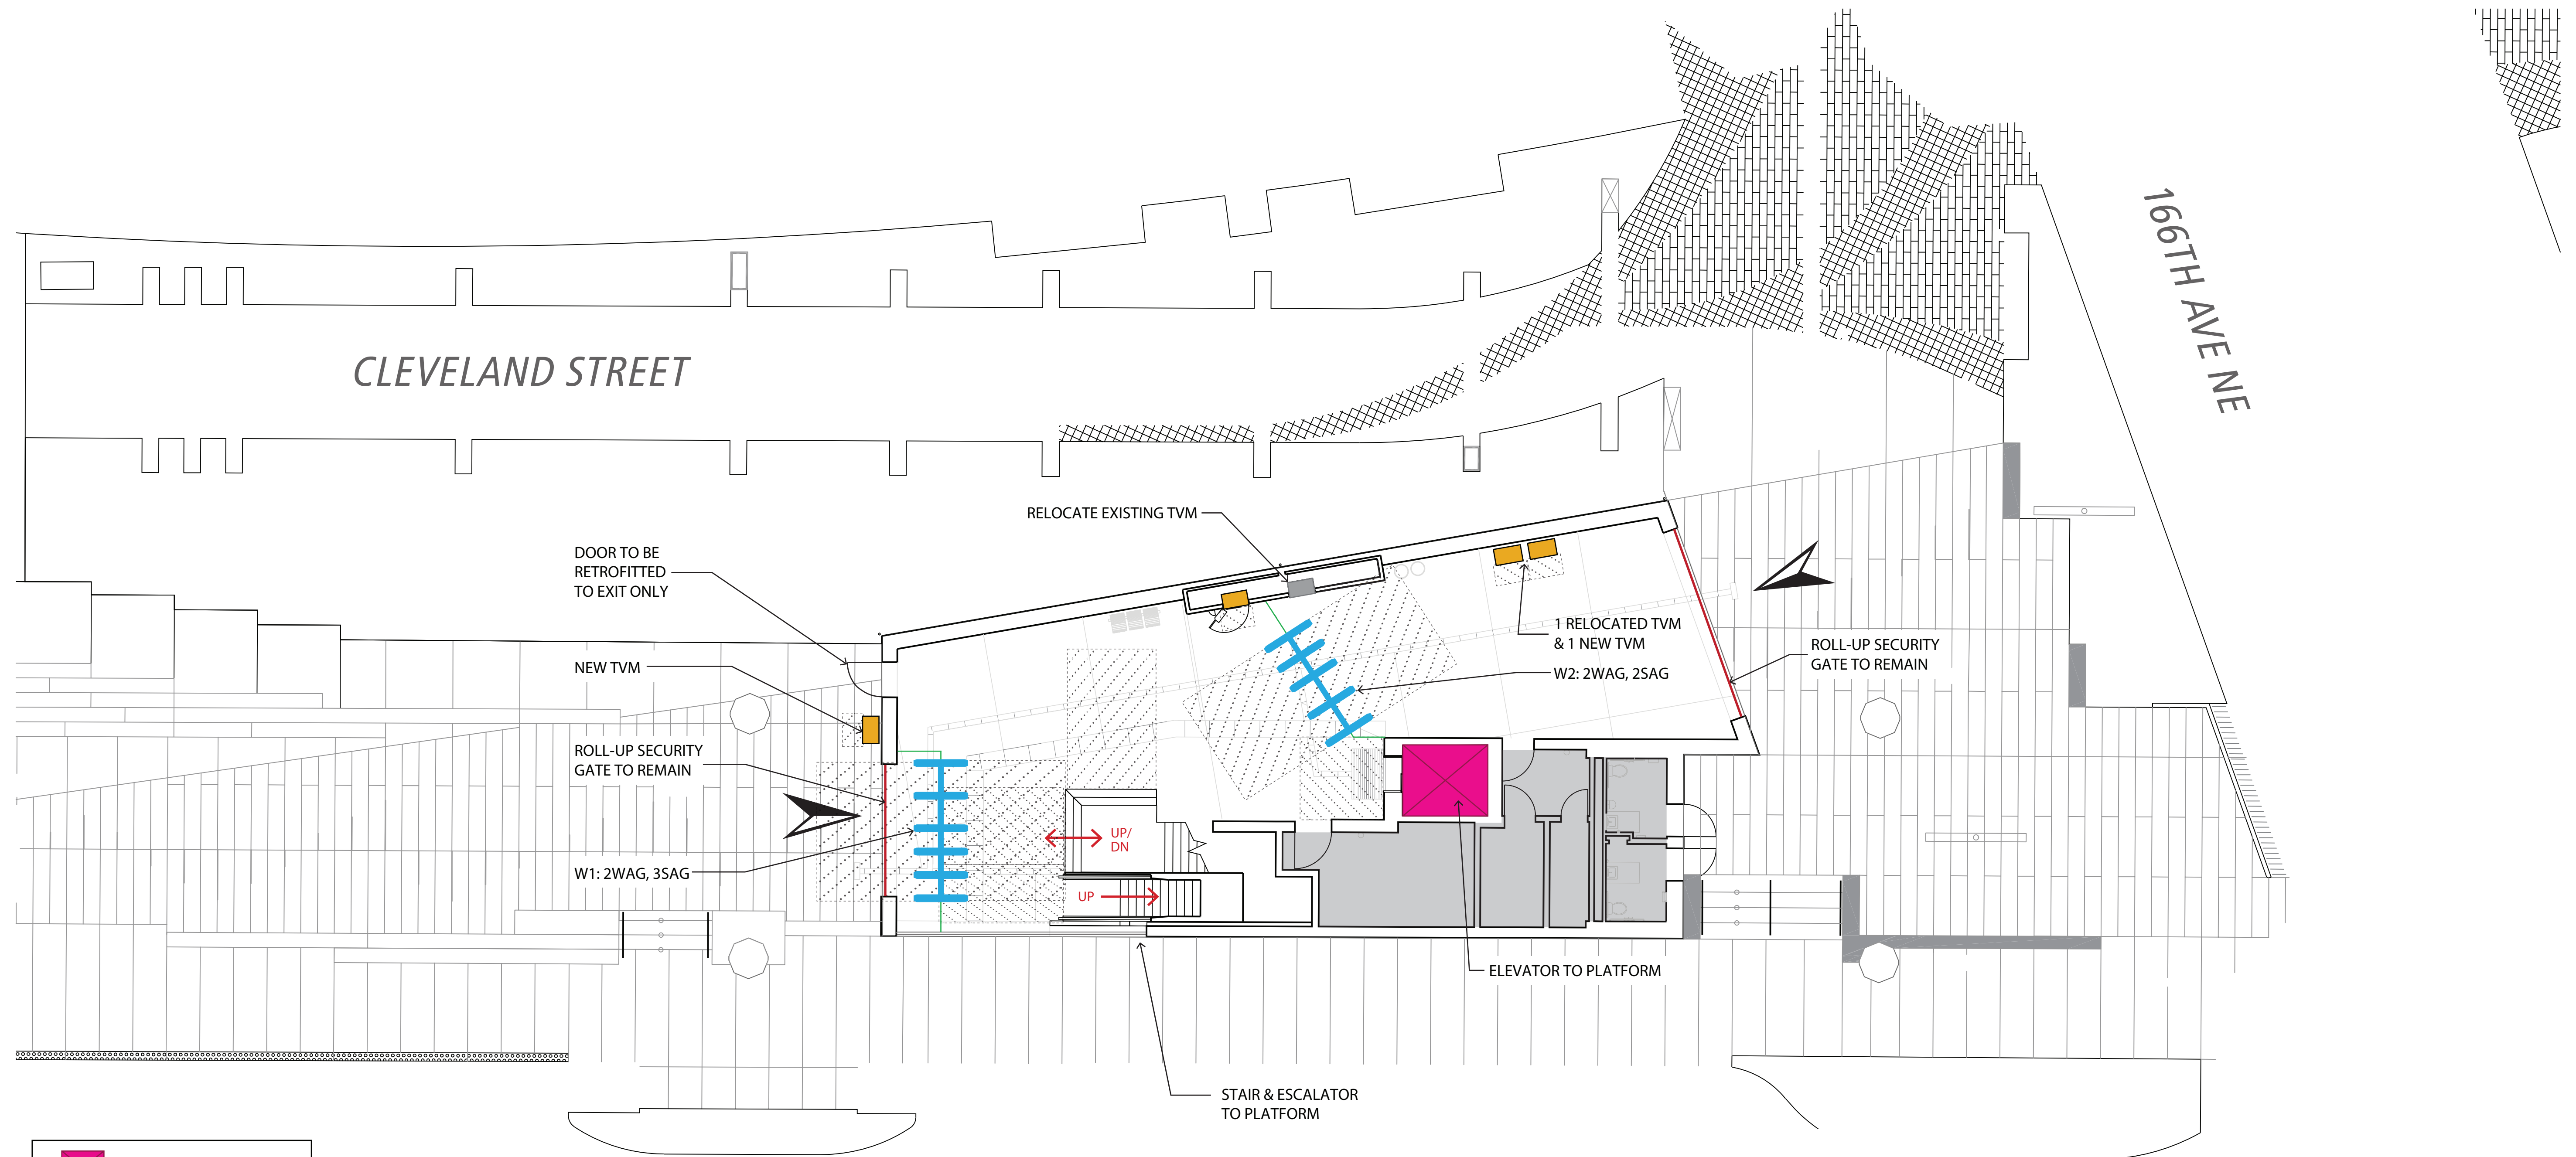 166TH AVE NE
CLEVELAND STREET
RELOCATE EXISTING TVM
DOOR TO BE
RETROFITTED
TO EXIT ONLY
1 RELOCATED TVM
& 1 NEW TVM
ROLL-UP SECURITY
GATE TO REMAIN
NEW TVM
W2: 2WAG, 2SAG
ROLL-UP SECURITY
GATE TO REMAIN
UP/
DN
W1: 2WAG, 3SAG
UP
ELEVATOR TO PLATFORM
STAIR & ESCALATOR
TO PLATFORM